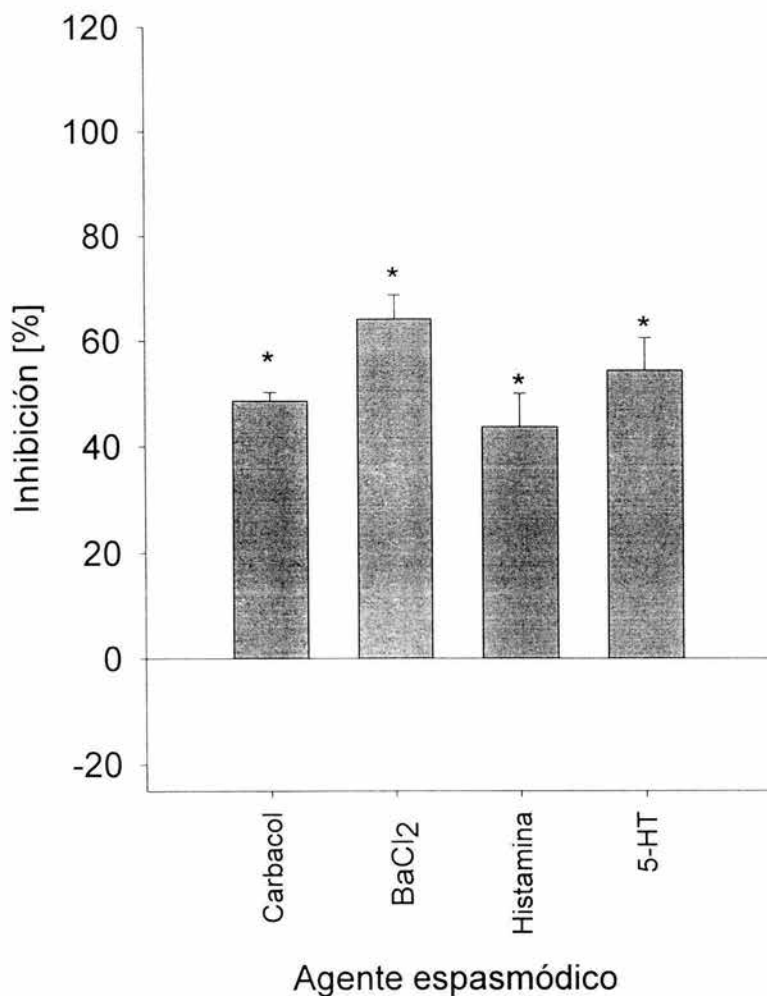 120
100
80
60
40
20
0
-20
Inhibición [%]
*
*
*
*
Carbacol
BaCl2
Histamina
5-HT
Agente espasmódico